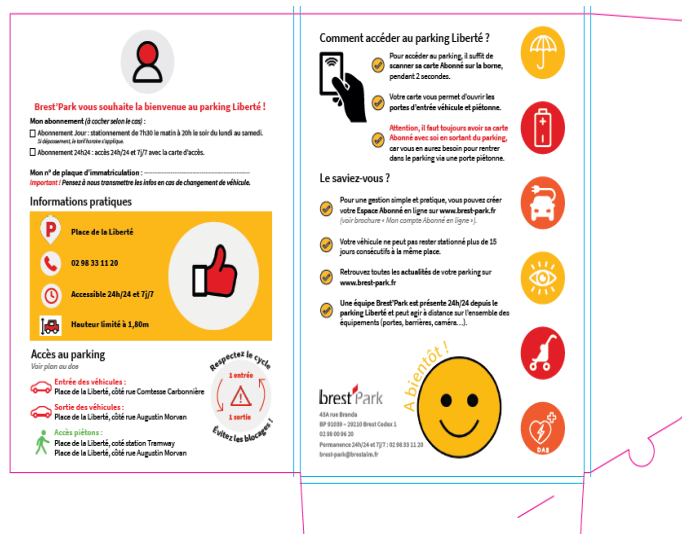 Brest'Park vous souhaite la bienvenue au parking Liberté !
Mon abonnement (à cocher selon le cas) :
Abonnement Jour : stationnement de 7h30 le matin à 20h le soir du lundi au samedi.
Si dépassement, le tarif horaire s'applique.
Abonnement 24h24 : accès 24h/24 et 7j/7 avec la carte d'accès.
Mon n° de plaque d'immatriculation :
Important ! Pensez à nous transmettre les infos en cas de changement de véhicule.
Informations pratiques
P
Place de la Liberté
02 98 33 11 20
Accessible 24h/24 et 7j/7
Hauteur limité à 1,80m
Accès au parking
Voir plan au dos
Entrée des véhicules :
Place de la Liberté, côté rue Comtesse Carbonnière
Sortie des véhicules :
Place de la Liberté, côté rue Augustin Morvan
Accès piétons :
Place de la Liberté, coté station Tramway
Place de la Liberté, côté rue Augustin Morvan
Respectez le cycle
1 entrée
1 sortie
Évitez les blocages !
Comment accéder au parking Liberté ?
Pour accéder au parking, il suffit de
scanner sa carte Abonné sur la borne,
pendant 2 secondes.
Votre carte vous permet d'ouvrir les
portes d'entrée véhicule et piétonne.
Attention, il faut toujours avoir sa carte
Abonné avec soi en sortant du parking,
car vous en aurez besoin pour rentrer
dans le parking via une porte piétonne.
Le saviez-vous ?
Pour une gestion simple et pratique, vous pouvez créer
votre Espace Abonné en ligne sur www.brest-park.fr
(voir brochure « Mon compte Abonné en ligne »).
Votre véhicule ne peut pas rester stationné plus de 15
jours consécutifs à la même place.
Retrouvez toutes les actualités de votre parking sur
www.brest-park.fr
Une équipe Brest'Park est présente 24h/24 depuis le
parking Liberté et peut agir à distance sur l'ensemble des
équipements (portes, barrières, caméra…).
A bientôt !
brest'Park
43A rue Branda
BP 91039 – 29210 Brest Cedex 1
02 98 00 96 20
Permanence 24h/24 et 7j/7 : 02 98 33 11 20
brest-park@brestaim.fr
DAB